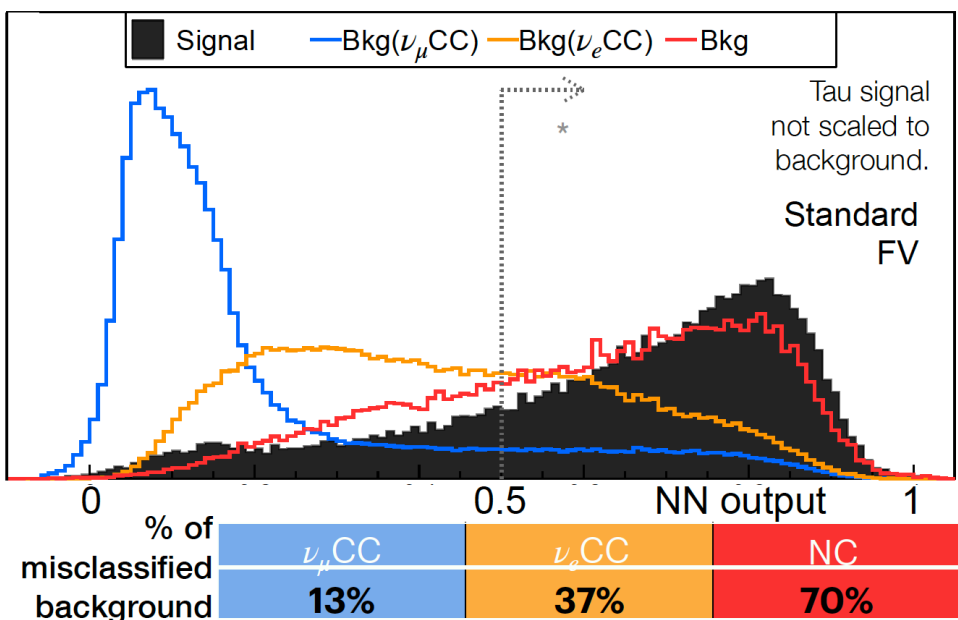 Signal Bkg(νμCC) Bkg(νeCC) Bkg
Tau signal
not scaled to
background.
*
Standard
FV
0 0.5 NN output 1
% of
misclassified
background
νμCC νeCC NC
13% 37% 70%